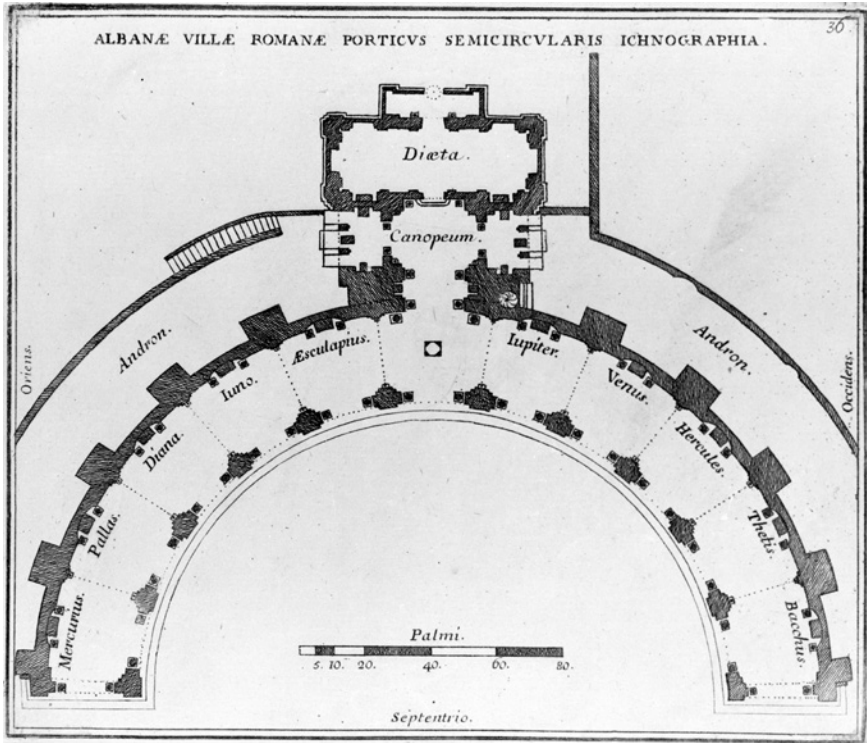 36
ALBANÆ VILLÆ ROMANÆ PORTICVS SEMICIRCVLARIS ICHNOGRAPHIA.
Diæta.
Canopeum.
Andron.
Æsculapius.
Iupiter.
Andron.
Oriens.
Iuno.
Venus.
Occidens.
Diana.
Hercules.
Pallas.
Thetis.
Mercurius.
Bacchus.
Palmi.
5. 10. 20. 40. 60. 80.
Septentrio.